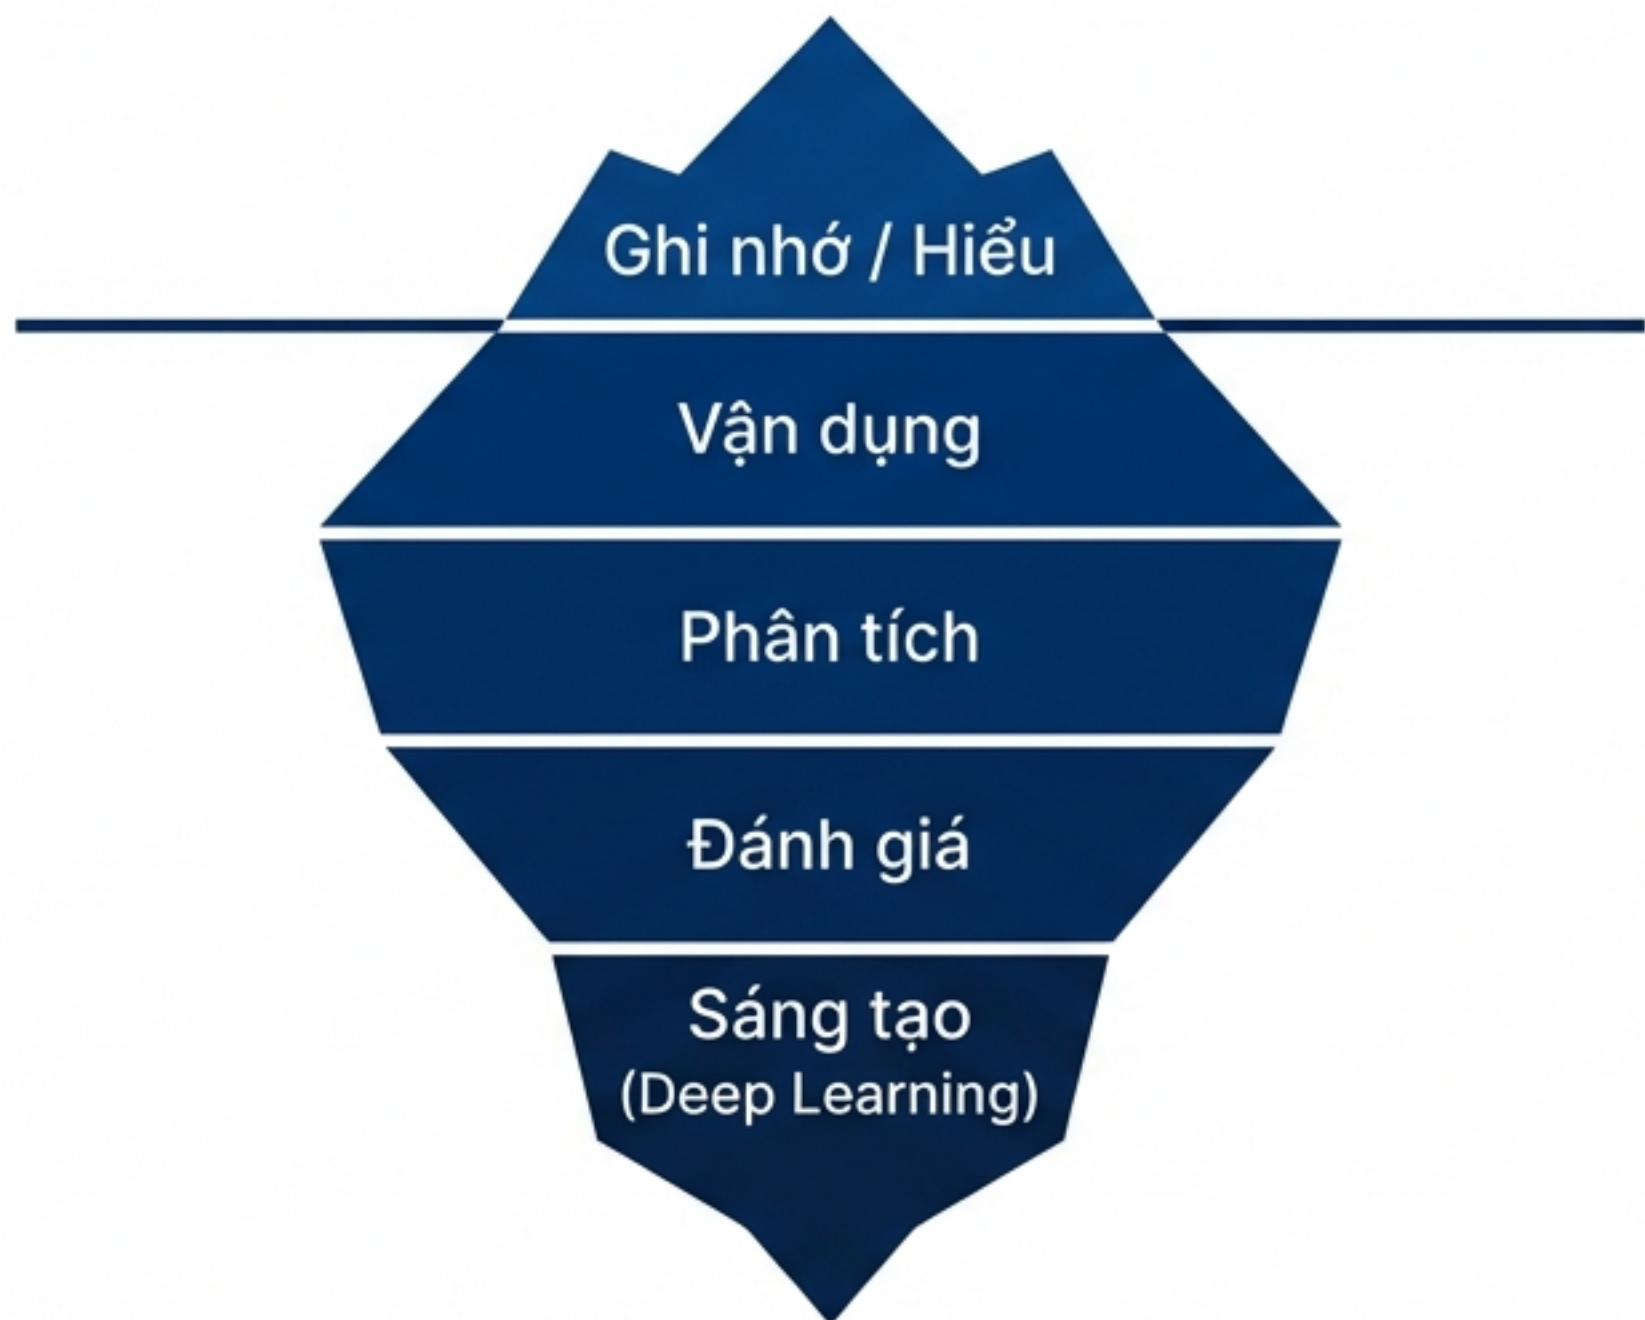 Ghi nhớ / Hiểu
Vận dụng
Phân tích
Đánh giá
Sáng tạo
(Deep Learning)